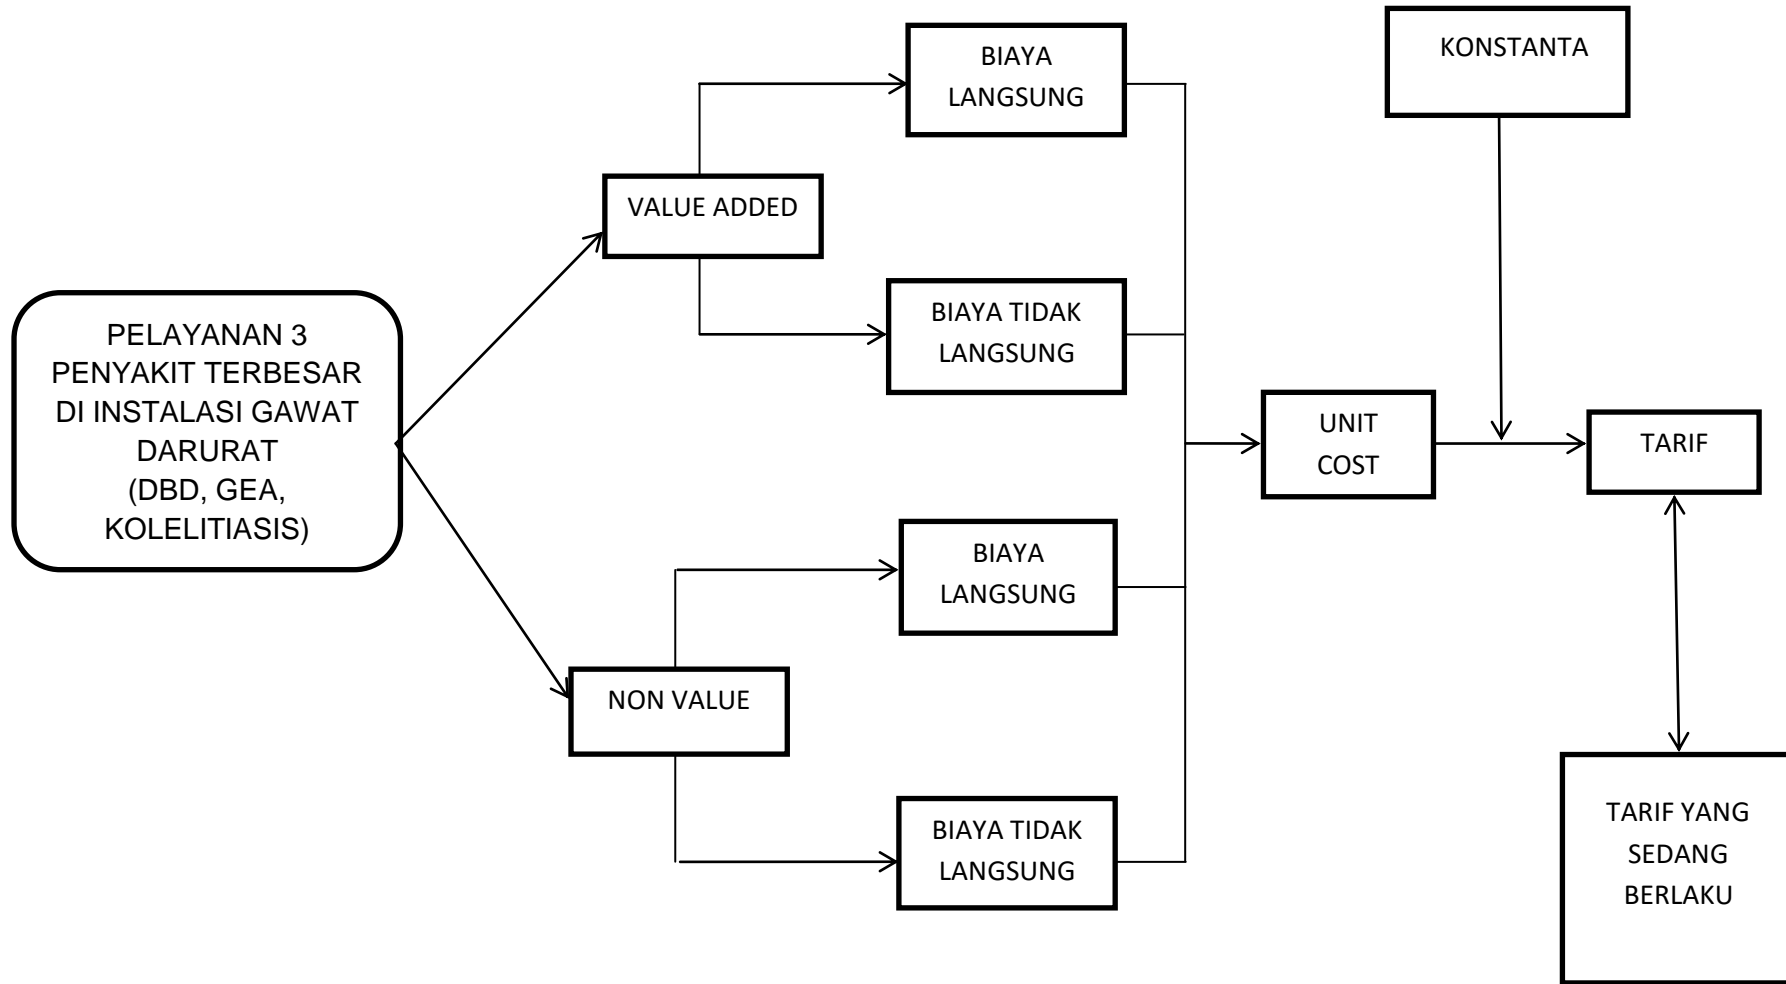 PELAYANAN 3
PENYAKIT TERBESAR
DI INSTALASI GAWAT
DARURAT
(DBD, GEA,
KOLELITIASIS)
VALUE ADDED
NON VALUE
BIAYA
LANGSUNG
BIAYA TIDAK
LANGSUNG
BIAYA
LANGSUNG
BIAYA TIDAK
LANGSUNG
UNIT
COST
KONSTANTA
TARIF
TARIF YANG
SEDANG
BERLAKU